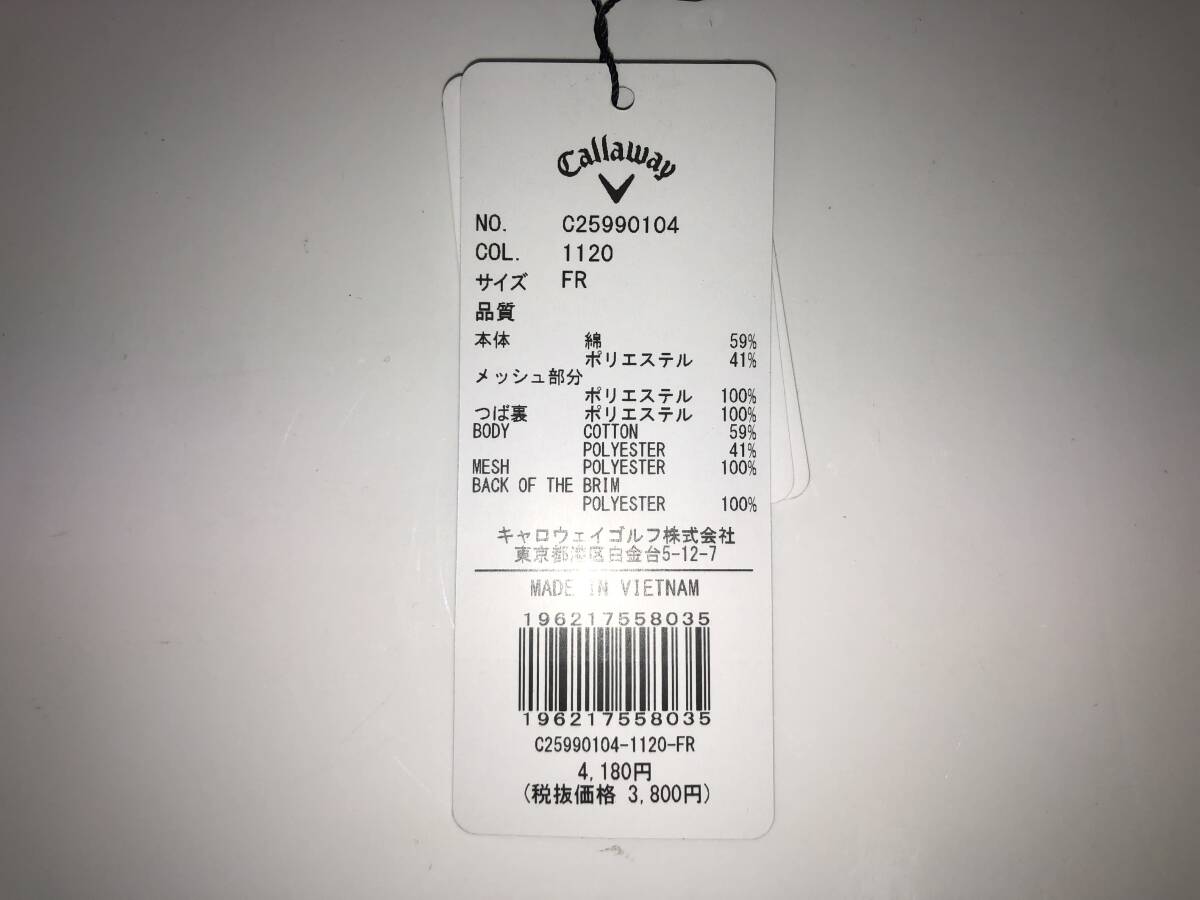 Callaway
NO. C25990104
COL. 1120
サイズ FR
品質
本体 綿 59%
ポリエステル 41%
メッシュ部分
ポリエステル 100%
つば裏 ポリエステル 100%
BODY COTTON 59%
POLYESTER 41%
MESH POLYESTER 100%
BACK OF THE BRIM
POLYESTER 100%
キャロウェイゴルフ株式会社
東京都港区白金台5-12-7
MADE IN VIETNAM
196217558035
196217558035
C25990104-1120-FR
4,180円
(税抜価格 3,800円)